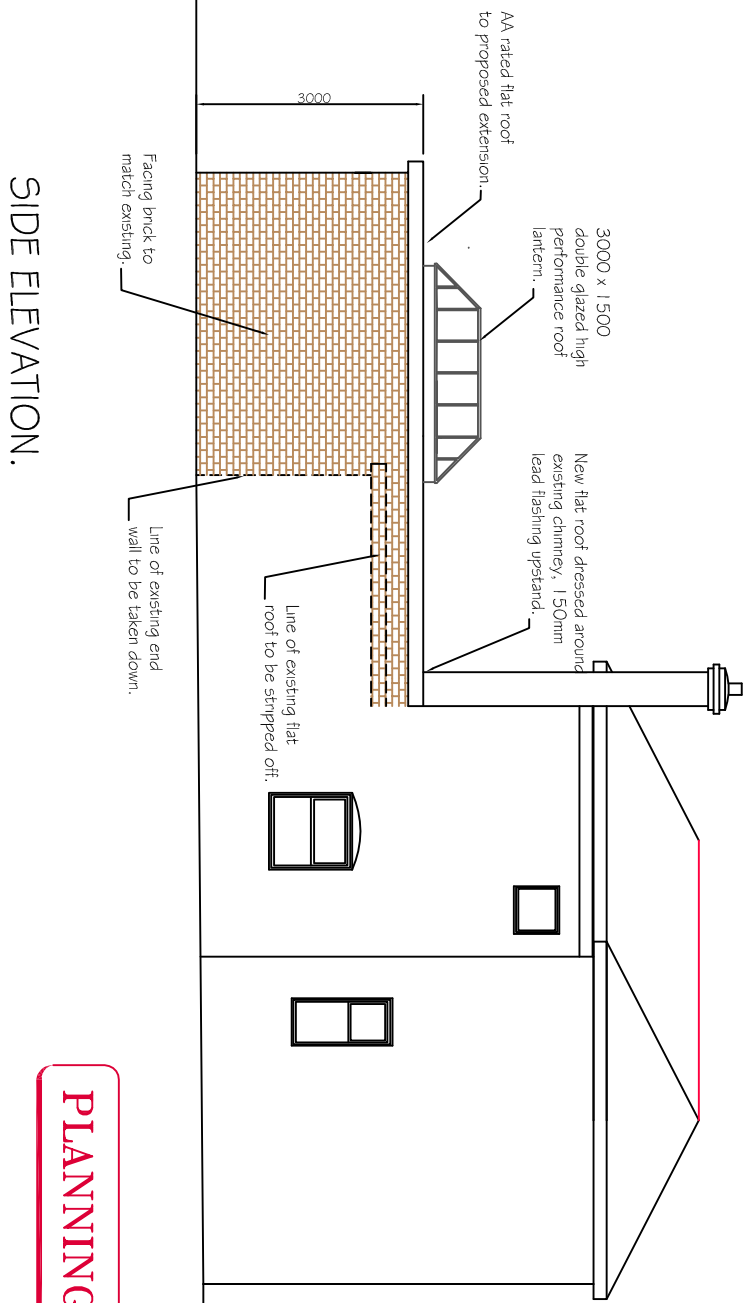 AA rated flat roof
to proposed extension.
3000 x 1500
double glazed high
performance roof
lantern.
New flat roof dressed around
existing chimney, 150mm
lead flashing upstand.
3000
Facing brick to
match existing.
Line of existing end
wall to be taken down.
Line of existing flat
roof to be stripped off.
SIDE ELEVATION.
PLANNING